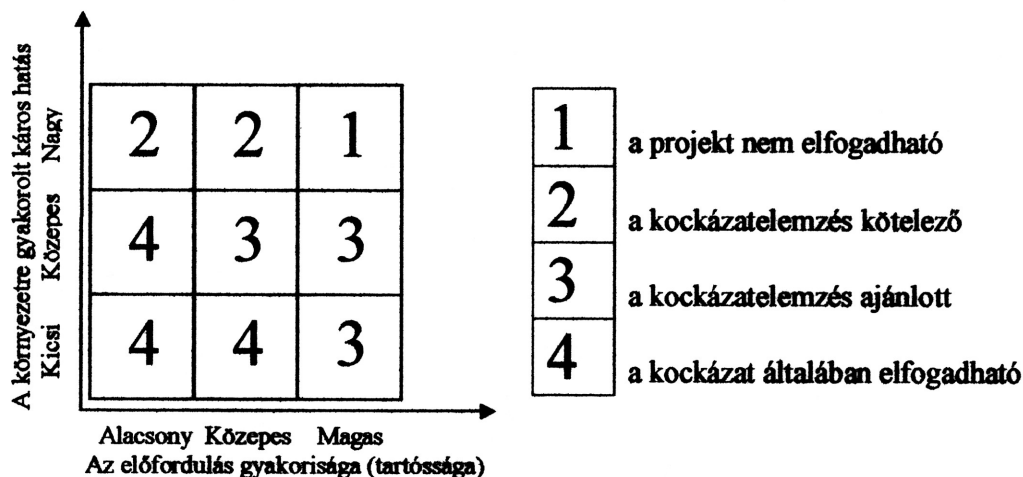 A környezetre gyakorolt káros hatás
Nagy
Közepes
Kicsi
2 2 1
4 3 3
4 4 3
Alacsony Közepes Magas
Az előfordulás gyakorisága (tartóssága)
1 a projekt nem elfogadható
2 a kockázatelemzés kötelező
3 a kockázatelemzés ajánlott
4 a kockázat általában elfogadható